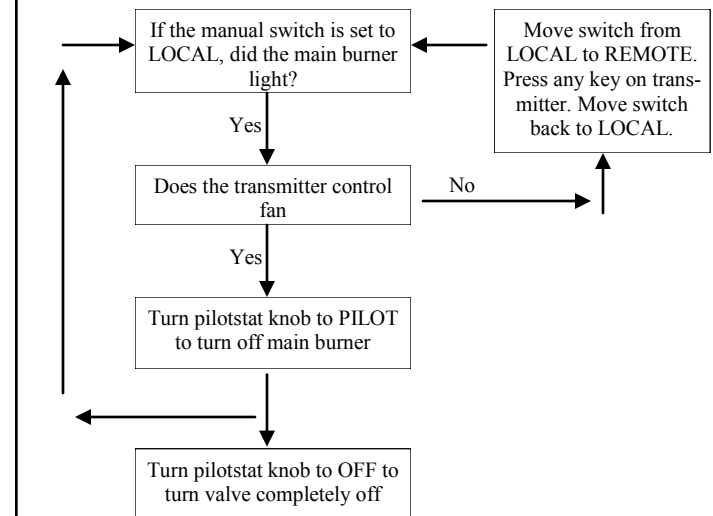 If the manual switch is set to
LOCAL, did the main burner
light?
Move switch from
LOCAL to REMOTE.
Press any key on trans-
mitter. Move switch
back to LOCAL.
Yes
Does the transmitter control
fan
No
Yes
Turn pilotstat knob to PILOT
to turn off main burner
Turn pilotstat knob to OFF to
turn valve completely off